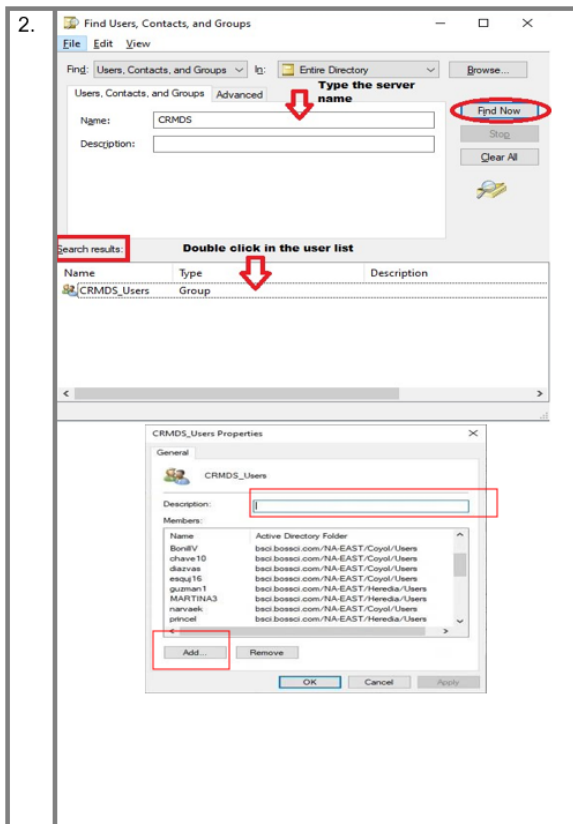 2.
Find Users, Contacts, and Groups
File Edit View
Find: Users, Contacts, and Groups In: Entire Directory Browse...
Users, Contacts, and Groups Advanced
Type the server
name
Name: CRMDS
Find Now
Description:
Stop
Clear All
Search results:
Double click in the user list
Name Type Description
CRMDS_Users Group
CRMDS_Users Properties
General
CRMDS_Users
Description:
Members:
Name Active Directory Folder
BonillV bsci.bossci.com/NA-EAST/Coyol/Users
chave10 bsci.bossci.com/NA-EAST/Coyol/Users
diazvas bsci.bossci.com/NA-EAST/Coyol/Users
esquj16 bsci.bossci.com/NA-EAST/Coyol/Users
guzman1 bsci.bossci.com/NA-EAST/Heredia/Users
MARTINA3 bsci.bossci.com/NA-EAST/Heredia/Users
narvaek bsci.bossci.com/NA-EAST/Coyol/Users
princel bsci.bossci.com/NA-EAST/Heredia/Users
Add... Remove
OK Cancel Apply